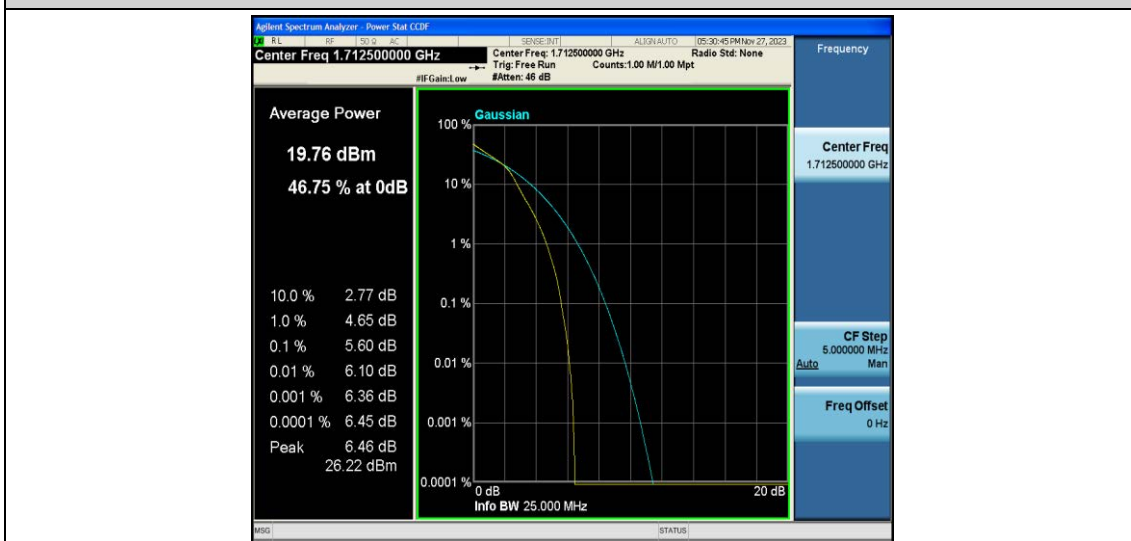 Agilent Spectrum Analyzer - Power Stat CCDF
RL RF 50 Ω AC SENSE:INT ALIGN AUTO 05:30:45 PM Nov 27, 2023
Center Freq 1.712500000 GHz
Center Freq: 1.712500000 GHz Radio Std: None
Trig: Free Run Counts:1.00 M/1.00 Mpt
#IFGain:Low #Atten: 46 dB
Frequency
Average Power
19.76 dBm
46.75 % at 0dB
10.0 % 2.77 dB
1.0 % 4.65 dB
0.1 % 5.60 dB
0.01 % 6.10 dB
0.001 % 6.36 dB
0.0001 % 6.45 dB
Peak 6.46 dB
26.22 dBm
Gaussian
100 %
10 %
1 %
0.1 %
0.01 %
0.001 %
0.0001 %
0 dB 20 dB
Info BW 25.000 MHz
Center Freq
1.712500000 GHz
CF Step
5.000000 MHz
Auto Man
Freq Offset
0 Hz
MSG STATUS